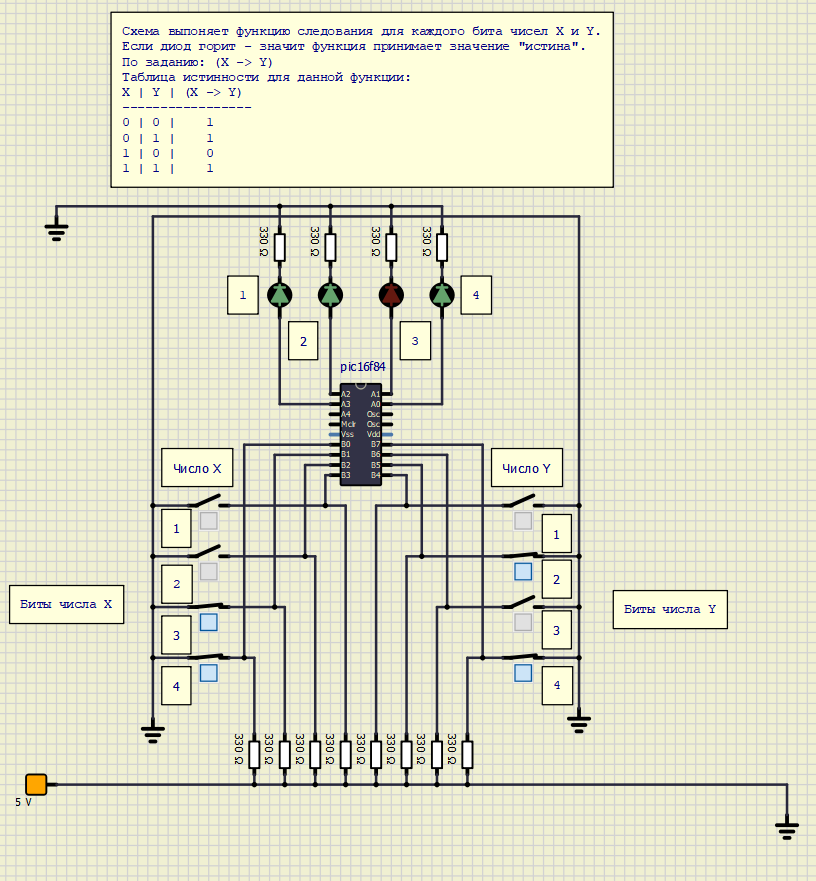 Схема выпоняет функцию следования для каждого бита чисел X и Y.
Если диод горит - значит функция принимает значение "истина".
По заданию: (X -> Y)
Таблица истинности для данной функции:
X | Y | (X -> Y)
-----------------
0 | 0 | 1
0 | 1 | 1
1 | 0 | 0
1 | 1 | 1
330 Ω
330 Ω
330 Ω
330 Ω
1
4
2
3
pic16f84
A2 A1
A3 A0
A4 Osc
Mclr Osc
Vss Vdd
B0 B7
B1 B6
B2 B5
B3 B4
Число X
Число Y
1
1
2
2
Биты числа X
Биты числа Y
3
3
4
4
330 Ω
330 Ω
330 Ω
330 Ω
330 Ω
330 Ω
330 Ω
330 Ω
5 V